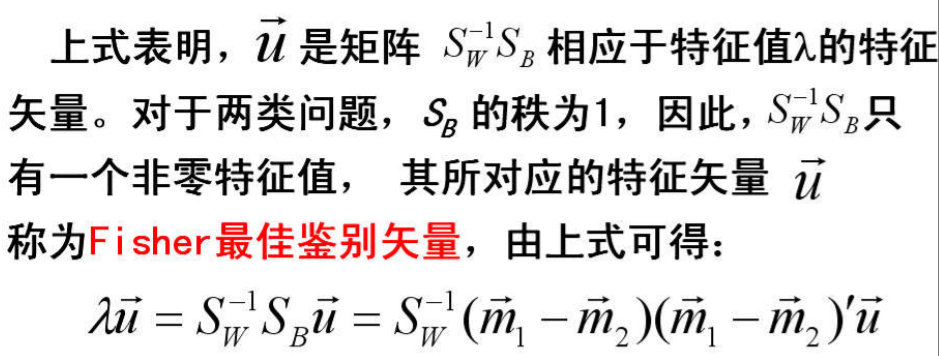 上式表明，$\vec{u}$ 是矩阵 $S_W^{-1}S_B$ 相应于特征值λ的特征
矢量。对于两类问题，$S_B$ 的秩为1，因此，$S_W^{-1}S_B$只
有一个非零特征值， 其所对应的特征矢量 $\vec{u}$
称为Fisher最佳鉴别矢量，由上式可得：
$\lambda\vec{u} = S_W^{-1}S_B\vec{u} = S_W^{-1}(\vec{m}_1 - \vec{m}_2)(\vec{m}_1 - \vec{m}_2)'\vec{u}$